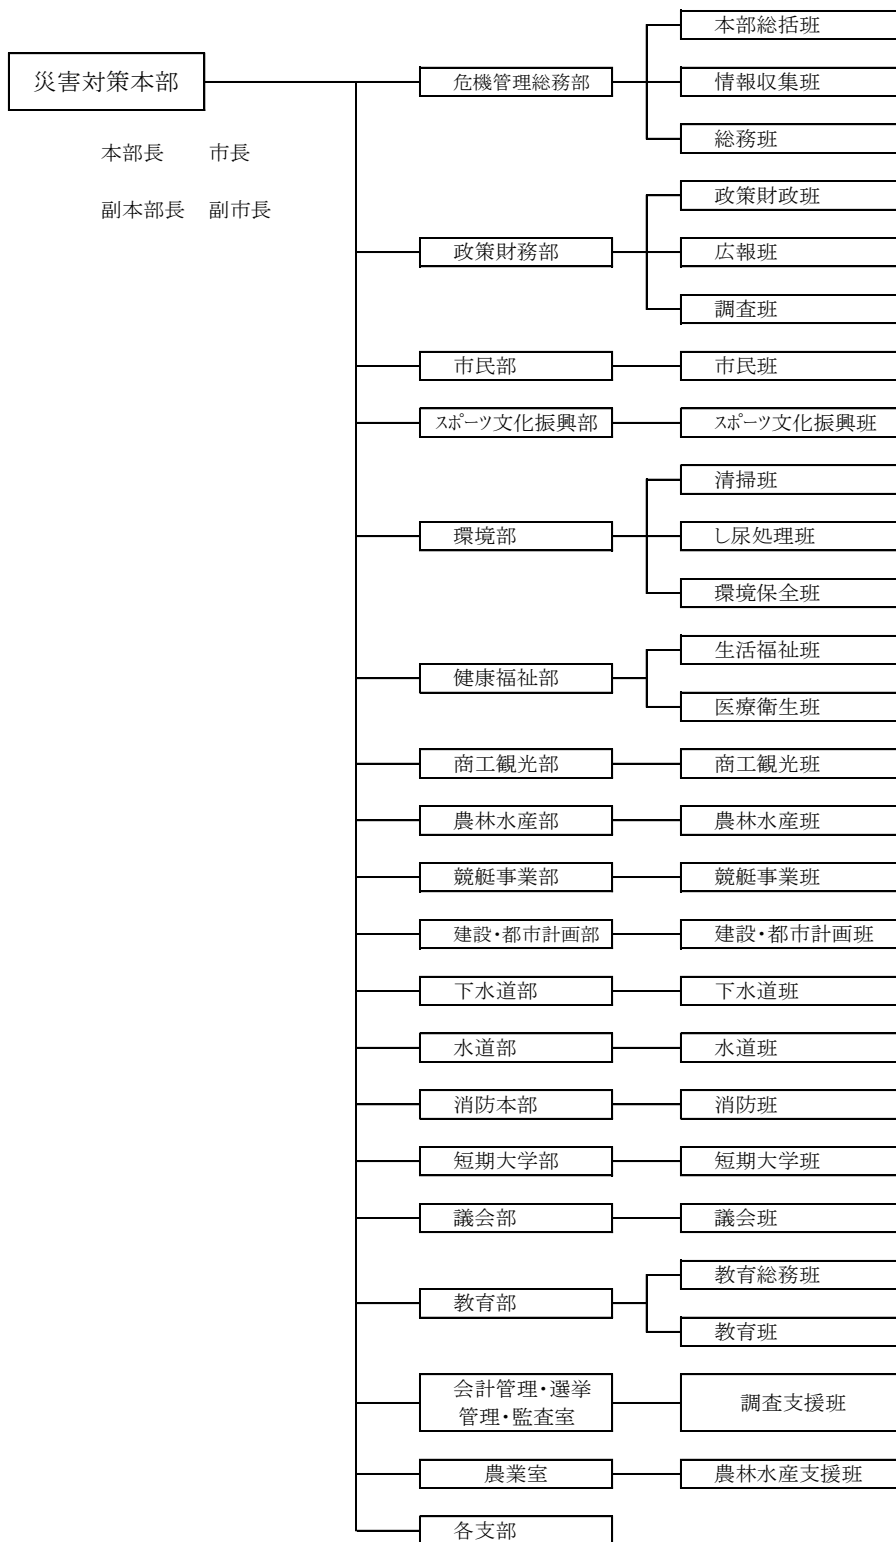 本部総括班
災害対策本部
危機管理総務部
情報収集班
本部長 市長
総務班
副本部長 副市長
政策財政班
政策財務部
広報班
調査班
市民部
市民班
スポーツ文化振興部
スポーツ文化振興班
清掃班
環境部
し尿処理班
環境保全班
生活福祉班
健康福祉部
医療衛生班
商工観光部
商工観光班
農林水産部
農林水産班
競艇事業部
競艇事業班
建設・都市計画部
建設・都市計画班
下水道部
下水道班
水道部
水道班
消防本部
消防班
短期大学部
短期大学班
議会部
議会班
教育総務班
教育部
教育班
会計管理・選挙
管理・監査室
調査支援班
農業室
農林水産支援班
各支部